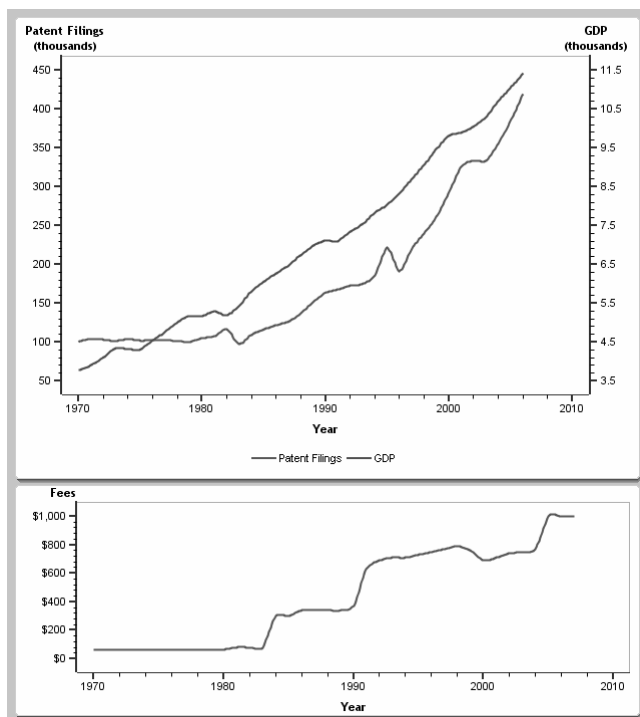 Patent Filings GDP
(thousands) (thousands)
450 11.5
400 10.5
350 9.5
300 8.5
250 7.5
200 6.5
150 5.5
100 4.5
50 3.5
1970 1980 1990 2000 2010
Year
Patent Filings GDP
Fees
$1,000
$800
$600
$400
$200
$0
1970 1980 1990 2000 2010
Year